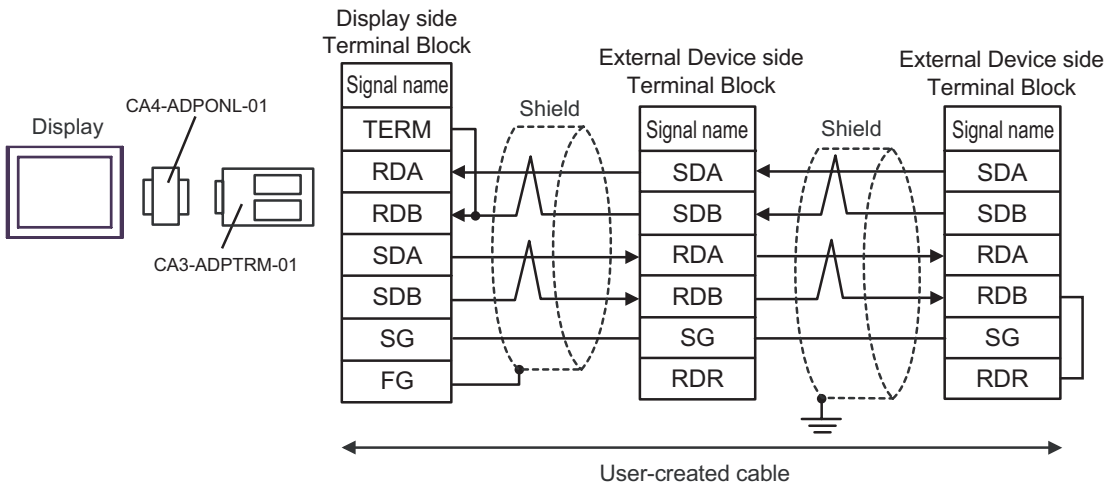 Display side
Terminal Block
Signal name
TERM
RDA
RDB
SDA
SDB
SG
FG
Display
CA4-ADPONL-01
CA3-ADPTRM-01
Shield
External Device side
Terminal Block
Signal name
SDA
SDB
RDA
RDB
SG
RDR
Shield
External Device side
Terminal Block
Signal name
SDA
SDB
RDA
RDB
SG
RDR
User-created cable